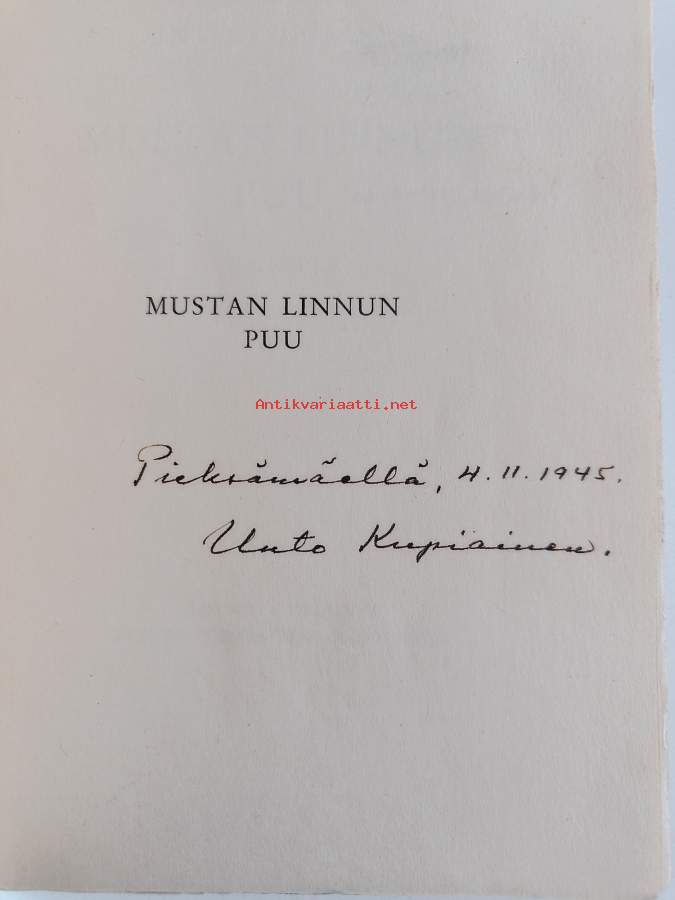 MUSTAN LINNUN
PUU
Antikvariaatti.net
Pieksämäellä, 4.11.1945.
Unto Kupiainen.